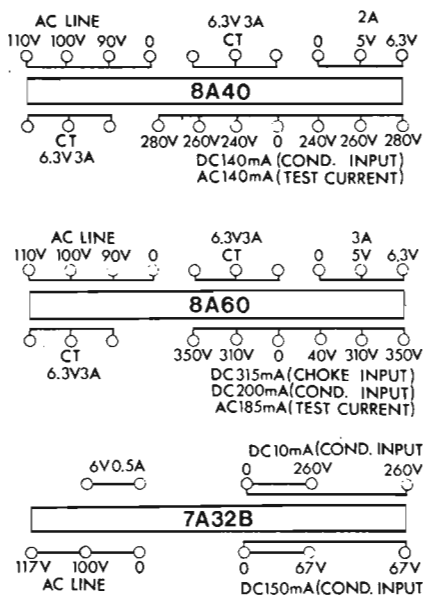 AC LINE 6.3V 3A 2A
110V 100V 90V 0 CT 0 5V 6.3V
8A40
CT 280V 260V 240V 0 240V 260V 280V
6.3V3A DC140mA (COND. INPUT)
AC140mA (TEST CURRENT)
AC LINE 6.3V3A 3A
110V 100V 90V 0 CT 0 5V 6.3V
8A60
CT 350V 310V 0 40V 310V 350V
6.3V3A DC315mA (CHOKE INPUT)
DC200mA (COND. INPUT)
AC185mA (TEST CURRENT)
DC10mA (COND. INPUT
6V 0.5A 0 260V 260V
7A32B
117V 100V 0 0 67V 67V
AC LINE DC150mA (COND. INPUT